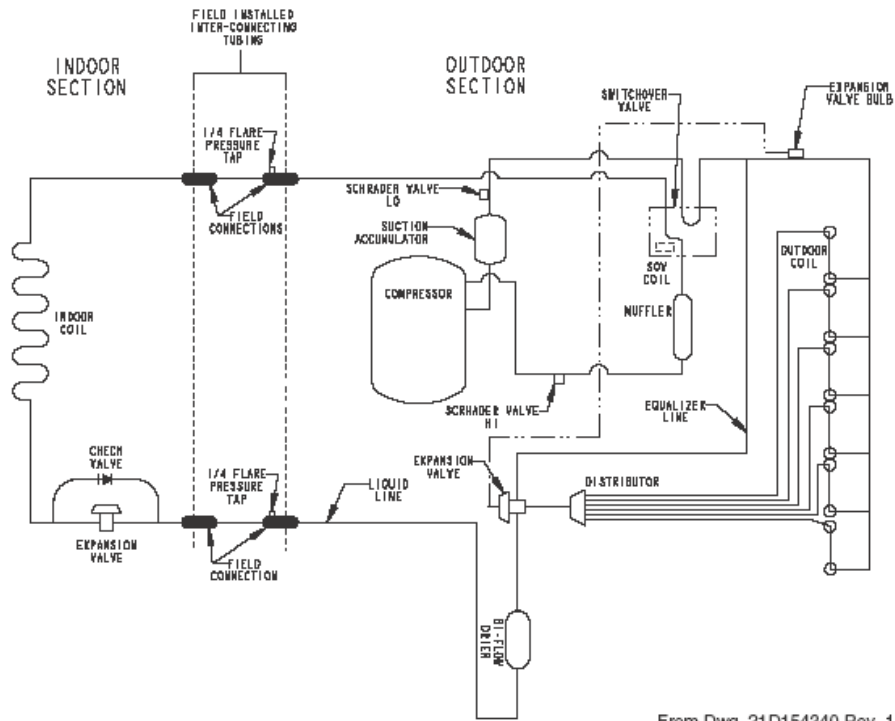 FIELD INSTALLED
INTER-CONNECTING
TUBING
INDOOR
SECTION
OUTDOOR
SECTION
SWITCHOVER
VALVE
EXPANSION
VALVE BULB
1/4 FLARE
PRESSURE
TAP
SCHRADER VALVE
LO
FIELD
CONNECTIONS
SUCTION
ACCUMULATOR
SOV
COIL
OUTDOOR
COIL
COMPRESSOR
MUFFLER
INDOOR
COIL
SCRHADER VALVE
HI
EQUALIZER
LINE
CHECK
VALVE
1/4 FLARE
PRESSURE
TAP
LIQUID
LINE
EXPANSION
VALVE
DISTRIBUTOR
EXPANSION
VALVE
FIELD
CONNECTION
BI-FLOW
DRIER